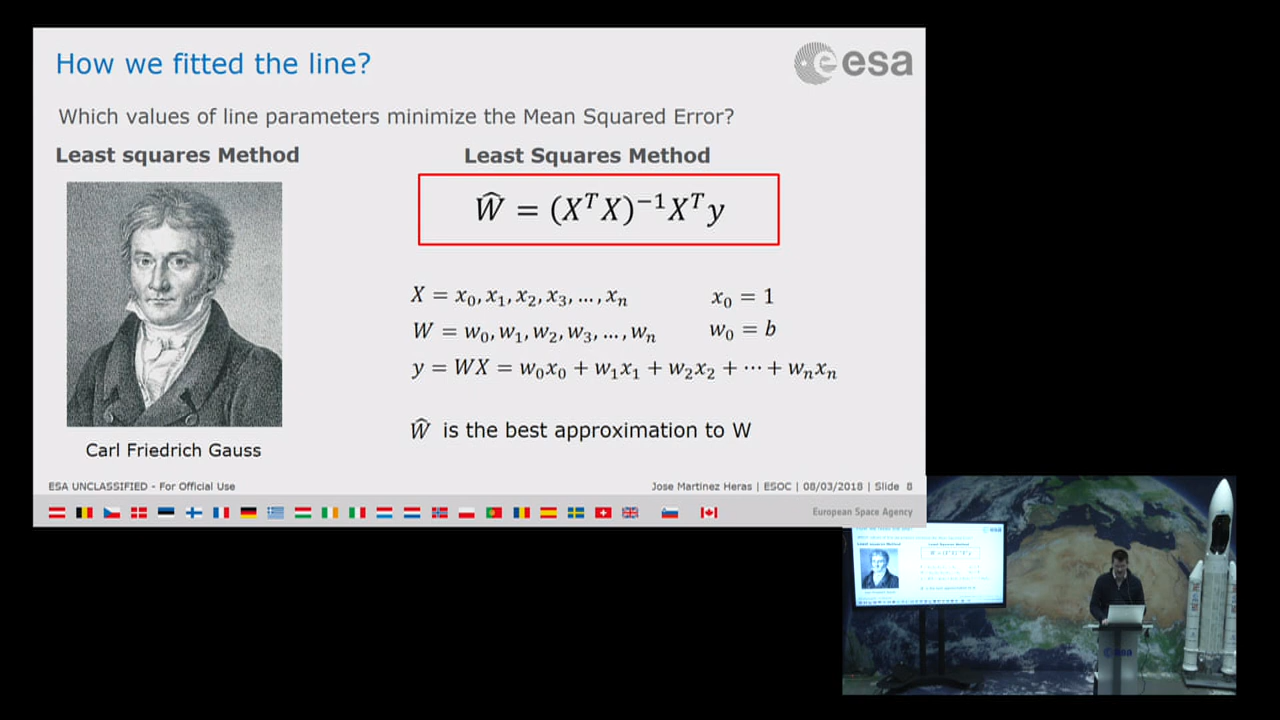 How we fitted the line?
esa
Which values of line parameters minimize the Mean Squared Error?
Least squares Method
Least Squares Method
Ŵ = (XᵀX)⁻¹Xᵀy
X = x₀, x₁, x₂, x₃, …, xₙ
x₀ = 1
W = w₀, w₁, w₂, w₃, …, wₙ
w₀ = b
y = WX = w₀x₀ + w₁x₁ + w₂x₂ + ⋯ + wₙxₙ
Ŵ is the best approximation to W
Carl Friedrich Gauss
ESA UNCLASSIFIED - For Official Use
Jose Martinez Heras | ESOC | 08/03/2018 | Slide 8
European Space Agency
esa